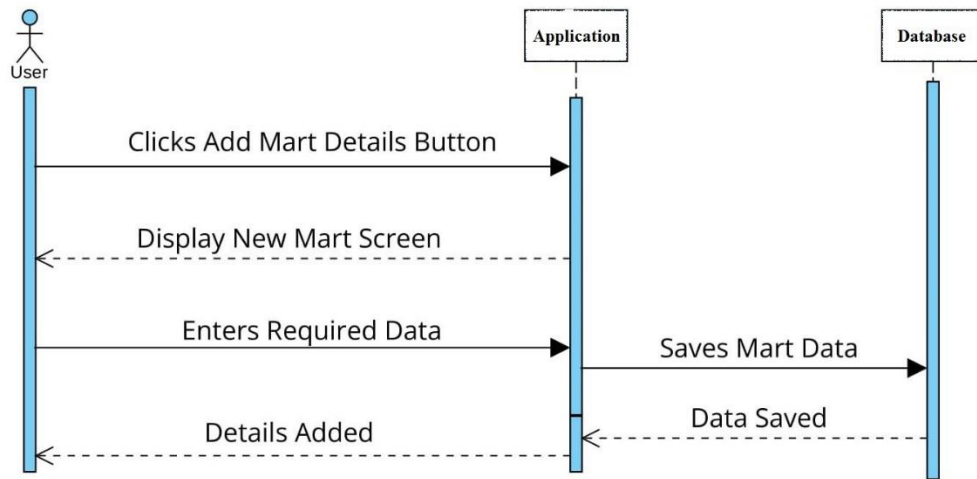 User
Application
Database
Clicks Add Mart Details Button
Display New Mart Screen
Enters Required Data
Saves Mart Data
Data Saved
Details Added